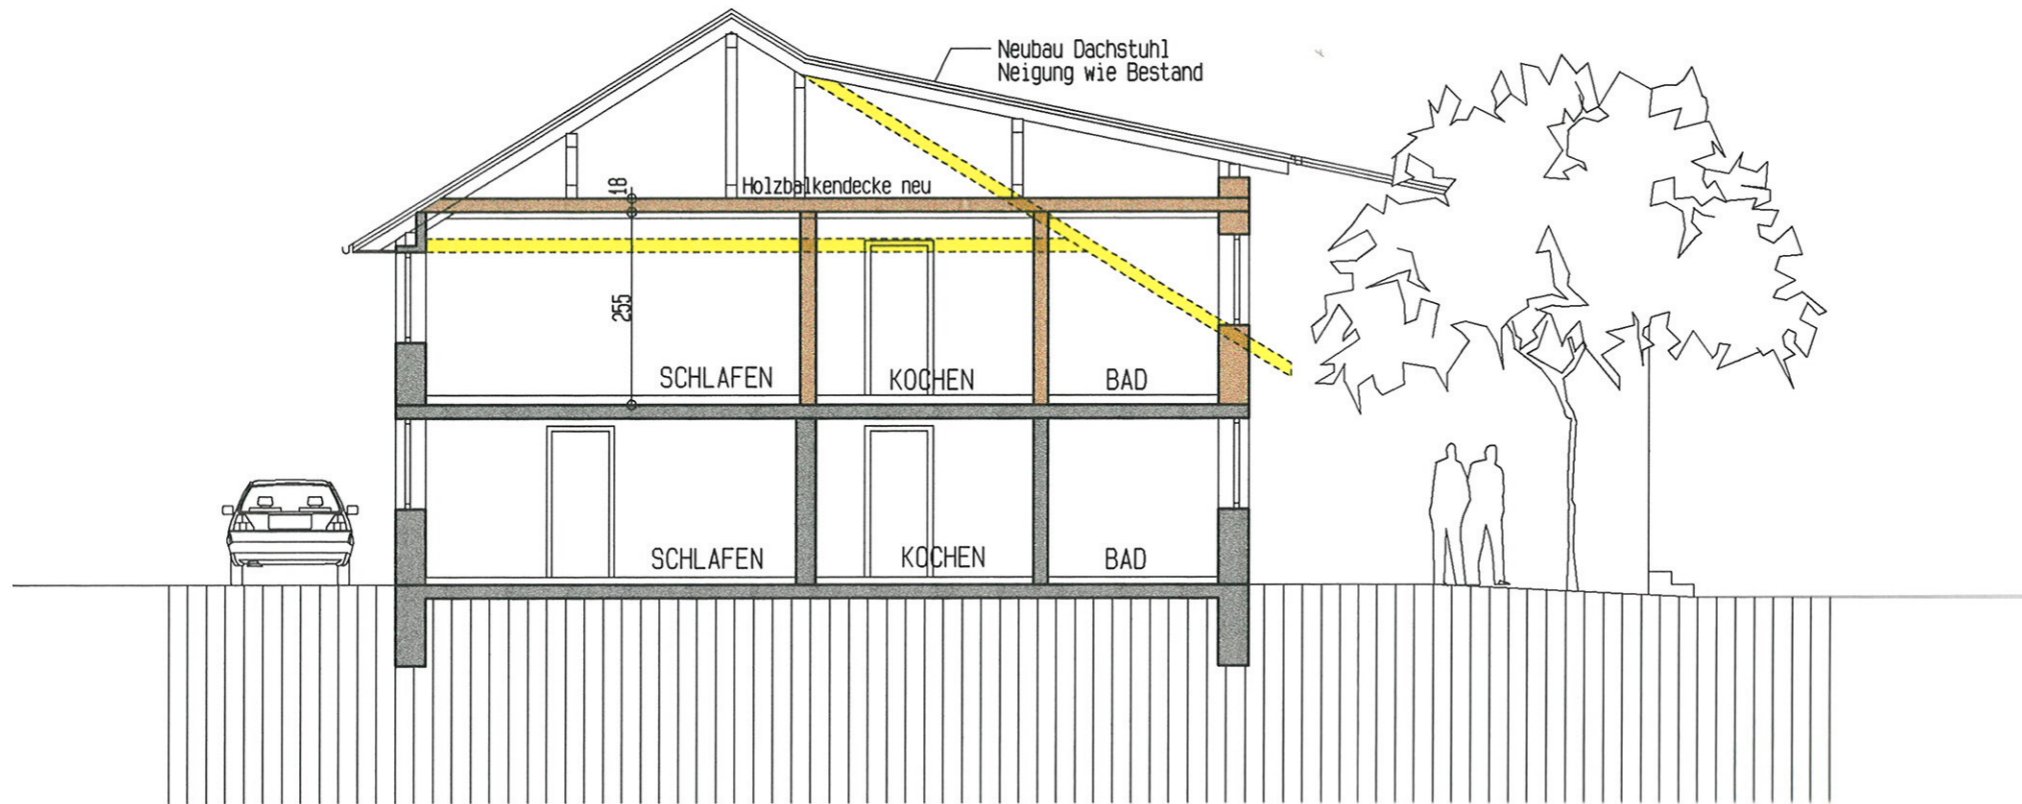 Neubau Dachstuhl
Neigung wie Bestand
18
Holzbalkendecke neu
255
SCHLAFEN
KOCHEN
BAD
SCHLAFEN
KOCHEN
BAD